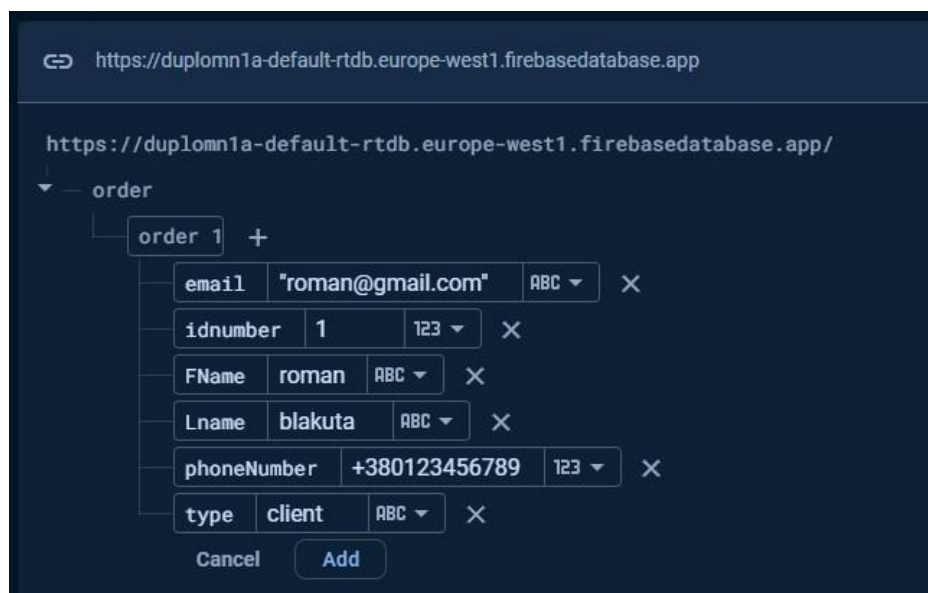 https://duplomn1a-default-rtdb.europe-west1.firebasedatabase.app
https://duplomn1a-default-rtdb.europe-west1.firebasedatabase.app/
order
order 1 +
email "roman@gmail.com" ABC
idnumber 1 123
FName roman ABC
Lname blakuta ABC
phoneNumber +380123456789 123
type client ABC
Cancel Add